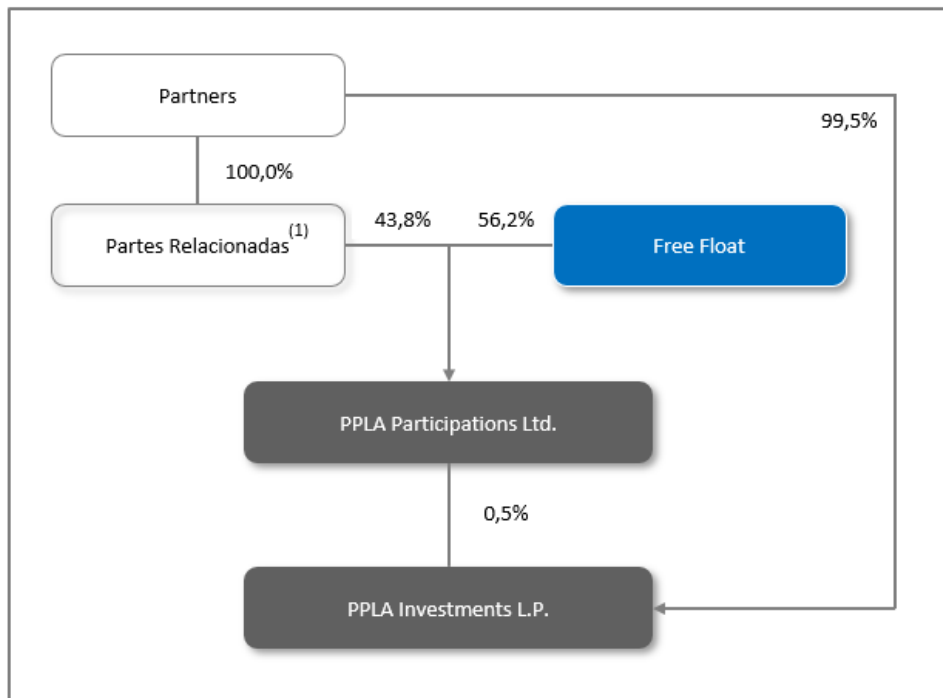 Partners
99,5%
100,0%
Partes Relacionadas(1)
43,8%
56,2%
Free Float
PPLA Participations Ltd.
0,5%
PPLA Investments L.P.